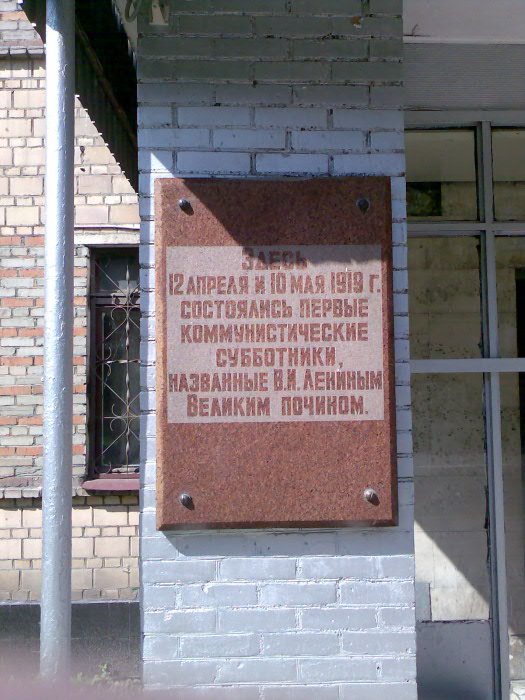 Здесь
12 апреля и 10 мая 1919 г.
состоялись первые
коммунистические
субботники,
названные В.И. Лениным
Великим почином.